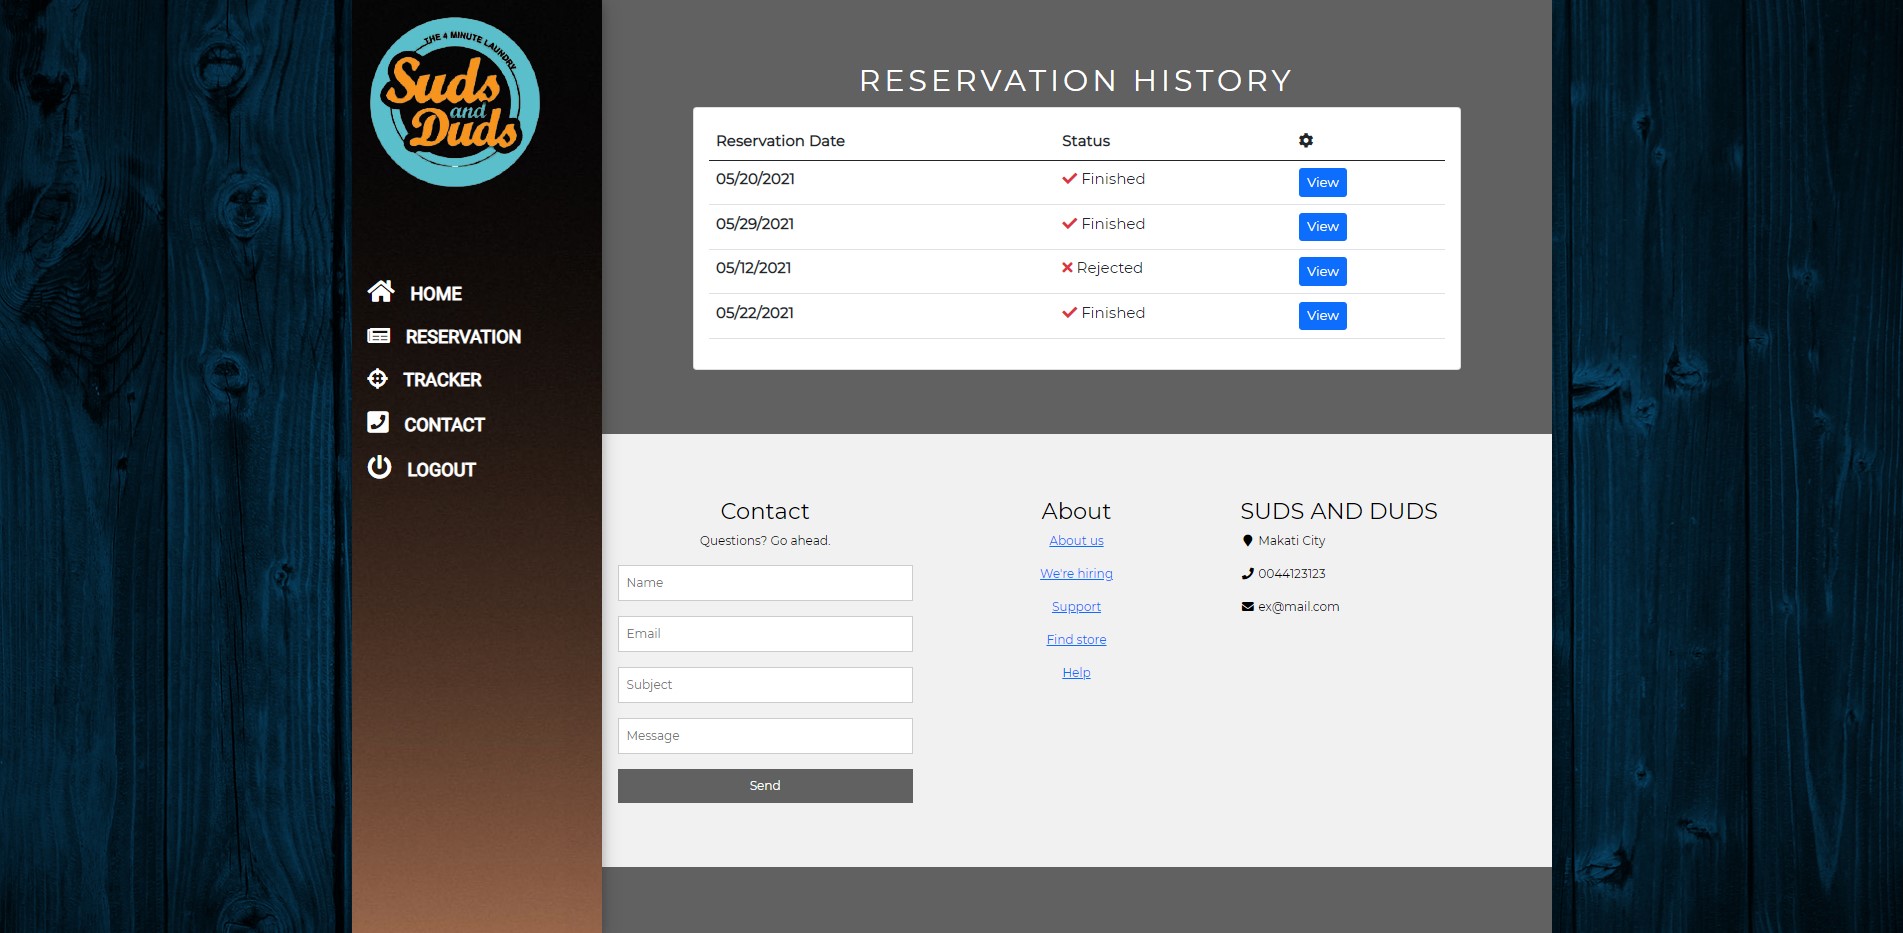 THE 4 MINUTE LAUNDRY
Suds
and
Duds
HOME
RESERVATION
TRACKER
CONTACT
LOGOUT
RESERVATION HISTORY
Reservation Date Status
05/20/2021 Finished View
05/29/2021 Finished View
05/12/2021 Rejected View
05/22/2021 Finished View
Contact
Questions? Go ahead.
Name
Email
Subject
Message
Send
About
About us
We're hiring
Support
Find store
Help
SUDS AND DUDS
Makati City
0044123123
ex@mail.com